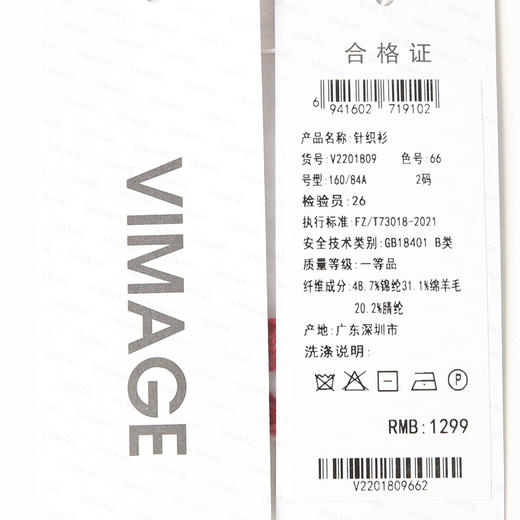 VIMAGE
合格证
6 941602 719102
产品名称:针织衫
货号:V2201809 色号:66
号型:160/84A 2码
检验员:26
执行标准:FZ/T73018-2021
安全技术类别:GB18401 B类
质量等级:一等品
纤维成分:48.7%锦纶31.1%绵羊毛
20.2%腈纶
产地:广东深圳市
洗涤说明:
P
RMB:1299
V2201809662